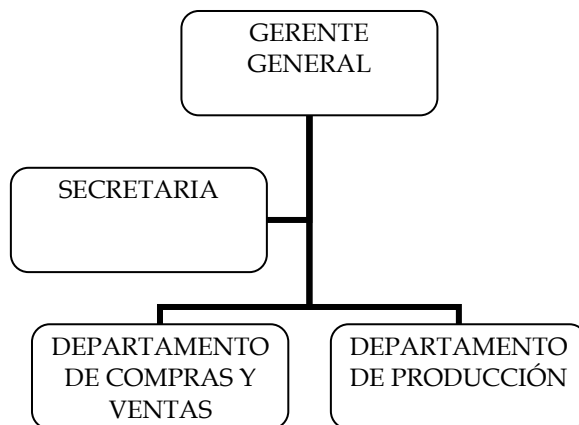 GERENTE
GENERAL
SECRETARIA
DEPARTAMENTO
DE COMPRAS Y
VENTAS
DEPARTAMENTO
DE PRODUCCIÓN